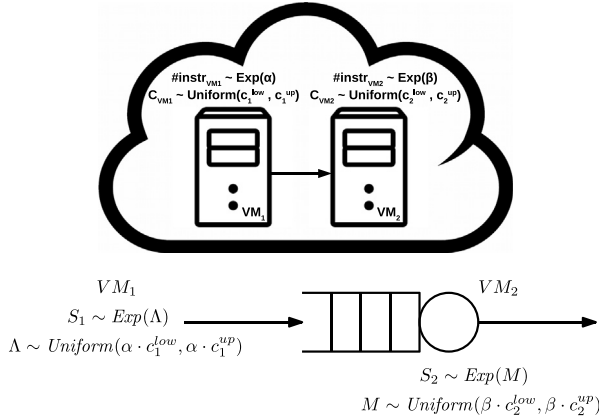 #instr_VM1 ~ Exp(α) #instr_VM2 ~ Exp(β)
C_VM1 ~ Uniform(c_1^low , c_1^up) C_VM2 ~ Uniform(c_2^low , c_2^up)
VM_1 VM_2
VM_1 VM_2
S_1 ~ Exp(Λ)
Λ ~ Uniform(α · c_1^low, α · c_1^up)
S_2 ~ Exp(M)
M ~ Uniform(β · c_2^low, β · c_2^up)